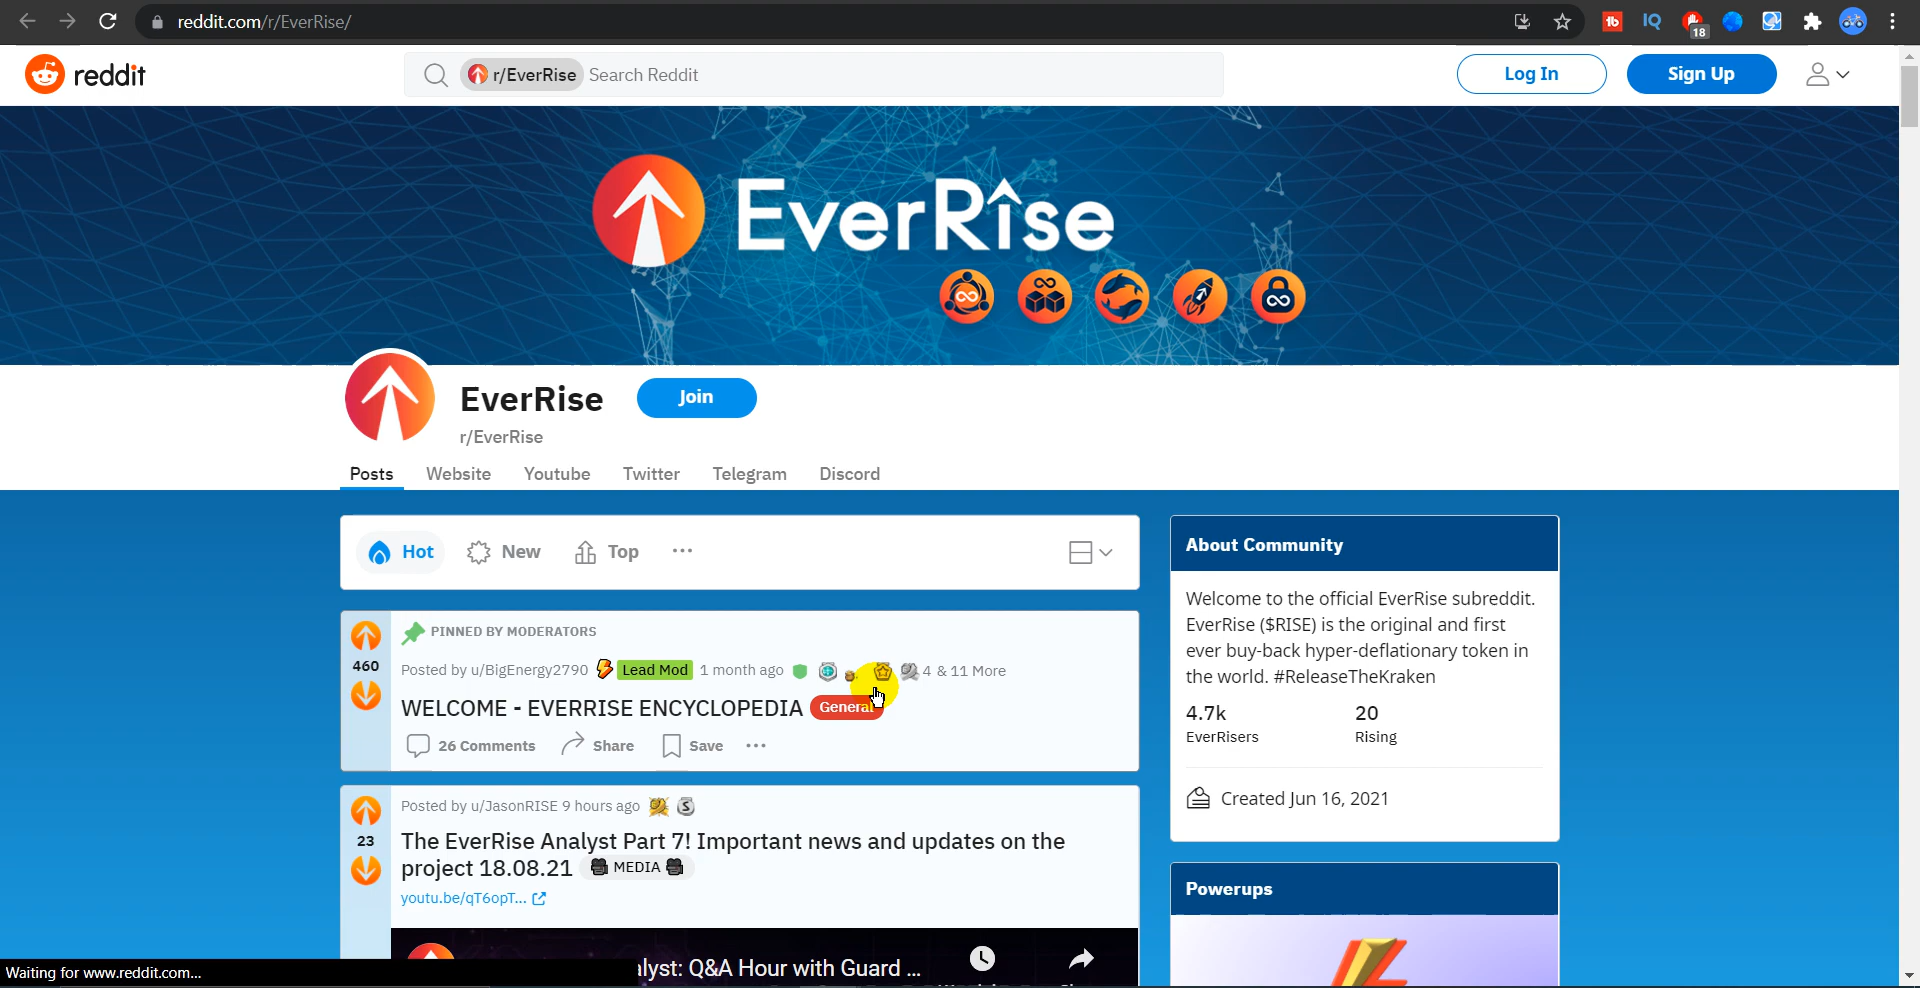 reddit.com/r/EverRise/
18
reddit
r/EverRise Search Reddit
Log In
Sign Up
EverRîse
EverRise
Join
r/EverRise
Posts Website Youtube Twitter Telegram Discord
Hot New Top
PINNED BY MODERATORS
460
Posted by u/BigEnergy2790 Lead Mod 1 month ago 4 & 11 More
WELCOME - EVERRISE ENCYCLOPEDIA General
26 Comments Share Save
23
Posted by u/JasonRISE 9 hours ago
The EverRise Analyst Part 7! Important news and updates on the
project 18.08.21 MEDIA
youtu.be/qT6opT...
lyst: Q&A Hour with Guard ...
About Community
Welcome to the official EverRise subreddit.
EverRise ($RISE) is the original and first
ever buy-back hyper-deflationary token in
the world. #ReleaseTheKraken
4.7k 20
EverRisers Rising
Created Jun 16, 2021
Powerups
Waiting for www.reddit.com...